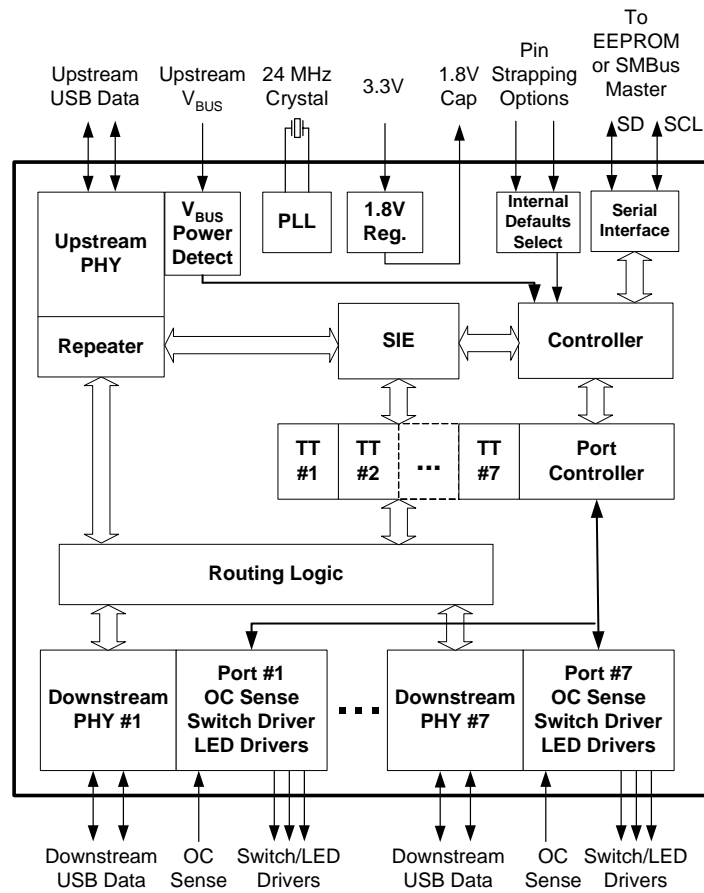 To
EEPROM
or SMBus
Master
Pin
Strapping
Options
Upstream
USB Data
Upstream
VBUS
24 MHz
Crystal
3.3V
1.8V
Cap
SD
SCL
Upstream
PHY
VBUS
Power
Detect
PLL
1.8V
Reg.
Internal
Defaults
Select
Serial
Interface
Repeater
SIE
Controller
TT
#1
TT
#2
...
TT
#7
Port
Controller
Routing Logic
Downstream
PHY #1
Port #1
OC Sense
Switch Driver
LED Drivers
...
Downstream
PHY #7
Port #7
OC Sense
Switch Driver
LED Drivers
Downstream
USB Data
OC
Sense
Switch/LED
Drivers
Downstream
USB Data
OC
Sense
Switch/LED
Drivers